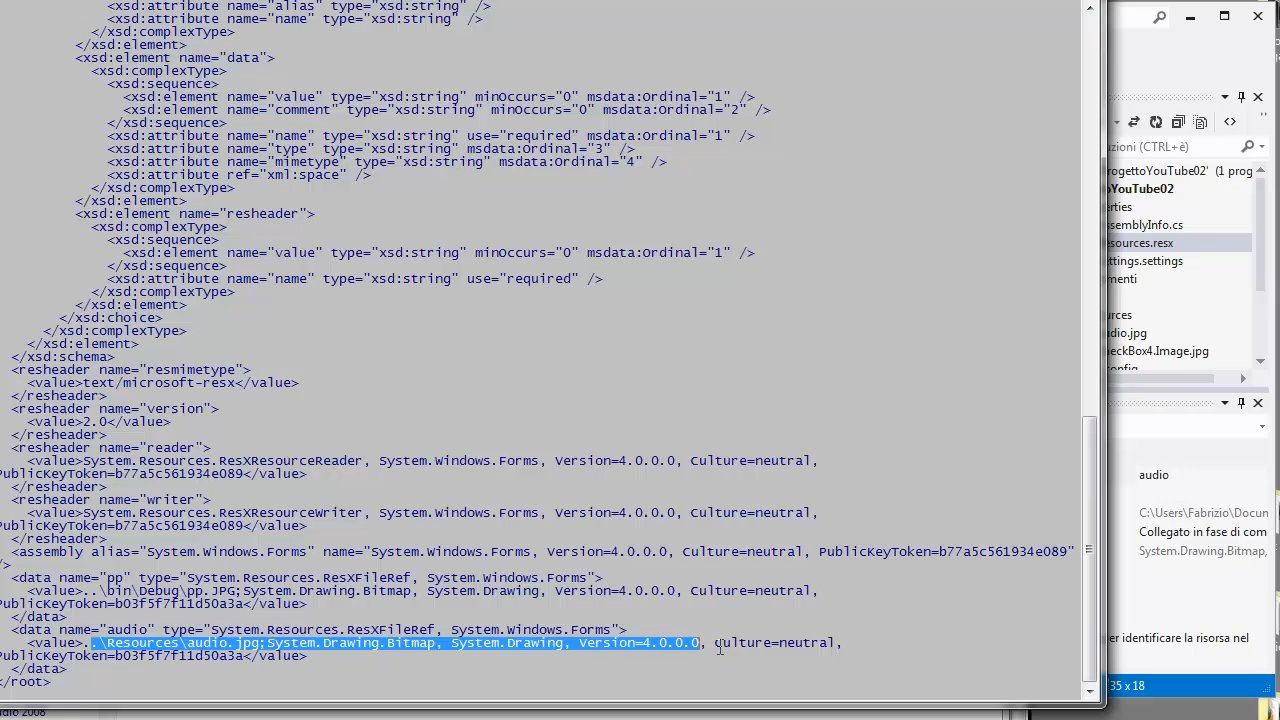 <xsd:attribute name="alias" type="xsd:string" />
<xsd:attribute name="name" type="xsd:string" />
</xsd:complexType>
</xsd:element>
<xsd:element name="data">
<xsd:complexType>
<xsd:sequence>
<xsd:element name="value" type="xsd:string" minOccurs="0" msdata:Ordinal="1" />
<xsd:element name="comment" type="xsd:string" minOccurs="0" msdata:Ordinal="2" />
</xsd:sequence>
<xsd:attribute name="name" type="xsd:string" use="required" msdata:Ordinal="1" />
<xsd:attribute name="type" type="xsd:string" msdata:Ordinal="3" />
<xsd:attribute name="mimetype" type="xsd:string" msdata:Ordinal="4" />
<xsd:attribute ref="xml:space" />
</xsd:complexType>
</xsd:element>
<xsd:element name="resheader">
<xsd:complexType>
<xsd:sequence>
<xsd:element name="value" type="xsd:string" minOccurs="0" msdata:Ordinal="1" />
</xsd:sequence>
<xsd:attribute name="name" type="xsd:string" use="required" />
</xsd:complexType>
</xsd:element>
</xsd:choice>
</xsd:complexType>
</xsd:element>
</xsd:schema>
<resheader name="resmimetype">
<value>text/microsoft-resx</value>
</resheader>
<resheader name="version">
<value>2.0</value>
</resheader>
<resheader name="reader">
<value>System.Resources.ResXResourceReader, System.Windows.Forms, Version=4.0.0.0, Culture=neutral,
PublicKeyToken=b77a5c561934e089</value>
</resheader>
<resheader name="writer">
<value>System.Resources.ResXResourceWriter, System.Windows.Forms, Version=4.0.0.0, Culture=neutral,
PublicKeyToken=b77a5c561934e089</value>
</resheader>
<assembly alias="System.Windows.Forms" name="System.Windows.Forms, Version=4.0.0.0, Culture=neutral, PublicKeyToken=b77a5c561934e089"
/>
<data name="pp" type="System.Resources.ResXFileRef, System.Windows.Forms">
<value>..\bin\Debug\pp.JPG;System.Drawing.Bitmap, System.Drawing, Version=4.0.0.0, Culture=neutral,
PublicKeyToken=b03f5f7f11d50a3a</value>
</data>
<data name="audio" type="System.Resources.ResXFileRef, System.Windows.Forms">
<value>..\Resources\audio.jpg;System.Drawing.Bitmap, System.Drawing, Version=4.0.0.0, Culture=neutral,
PublicKeyToken=b03f5f7f11d50a3a</value>
</data>
</root>
uzioni (CTRL+è)
rogettoYouTube02' (1 prog
oYouTube02
erties
ssemblyInfo.cs
esources.resx
ettings.settings
imenti
urces
udio.jpg
heckBox4.Image.jpg
audio
C:\Users\Fabrizio\Docu
Collegato in fase di com
System.Drawing.Bitmap,
per identificare la risorsa nel
35 x 18
udio 2008